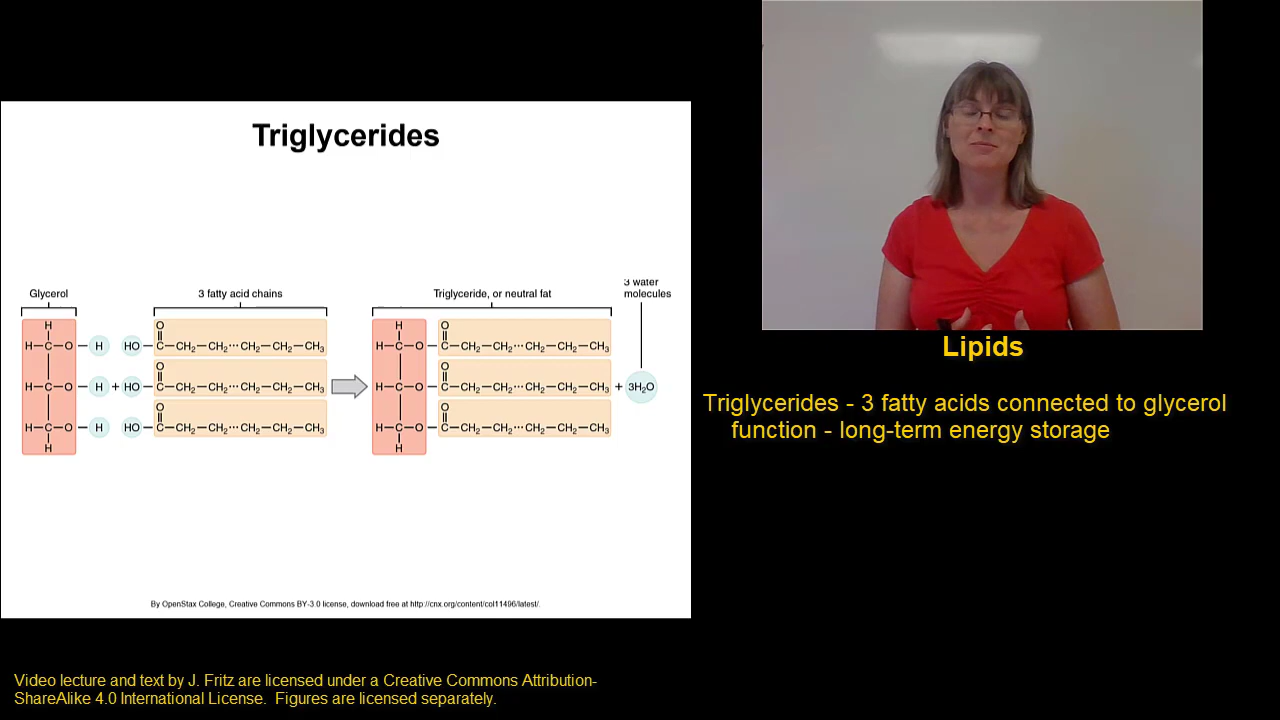 Triglycerides
Glycerol
3 fatty acid chains
Triglyceride, or neutral fat
3 water
molecules
H
O
H—C—O—H HO—C—CH₂—CH₂···CH₂—CH₂—CH₃
O
H—C—O—H + HO—C—CH₂—CH₂···CH₂—CH₂—CH₃
O
H—C—O—H HO—C—CH₂—CH₂···CH₂—CH₂—CH₃
H
H
O
H—C—O—C—CH₂—CH₂···CH₂—CH₂—CH₃
O
H—C—O—C—CH₂—CH₂···CH₂—CH₂—CH₃ + 3H₂O
O
H—C—O—C—CH₂—CH₂···CH₂—CH₂—CH₃
H
By OpenStax College, Creative Commons BY-3.0 license, download free at http://cnx.org/content/col11496/latest/.
Lipids
Triglycerides - 3 fatty acids connected to glycerol
function - long-term energy storage
Video lecture and text by J. Fritz are licensed under a Creative Commons Attribution-
ShareAlike 4.0 International License. Figures are licensed separately.